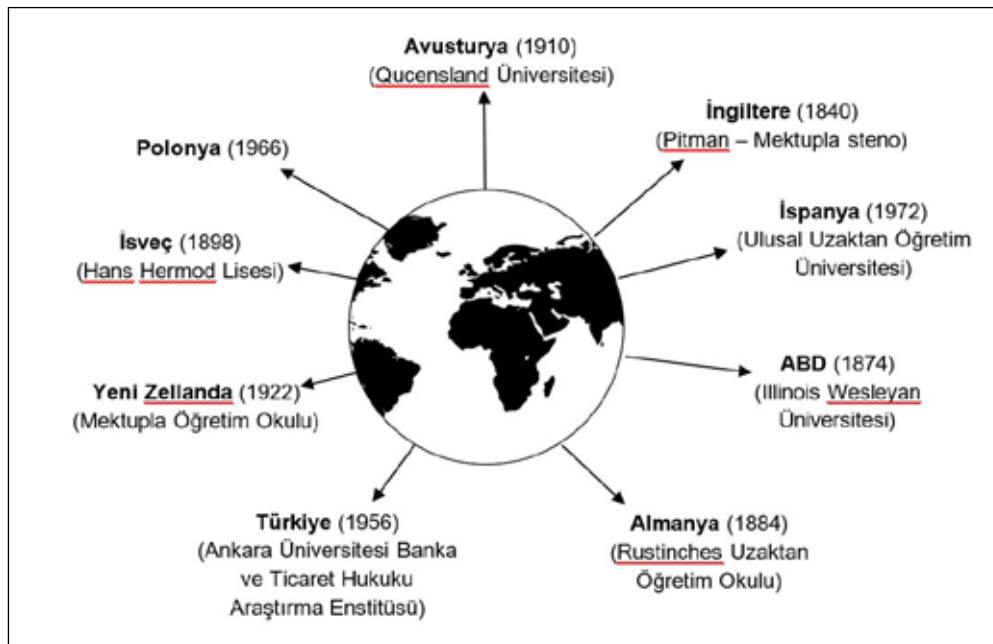 Avusturya (1910)
(Qucensland Üniversitesi)
İngiltere (1840)
(Pitman – Mektupla steno)
Polonya (1966)
İspanya (1972)
(Ulusal Uzaktan Öğretim
Üniversitesi)
İsveç (1898)
(Hans Hermod Lisesi)
ABD (1874)
(Illinois Wesleyan
Üniversitesi)
Yeni Zellanda (1922)
(Mektupla Öğretim Okulu)
Türkiye (1956)
(Ankara Üniversitesi Banka
ve Ticaret Hukuku
Araştırma Enstitüsü)
Almanya (1884)
(Rustinches Uzaktan
Öğretim Okulu)